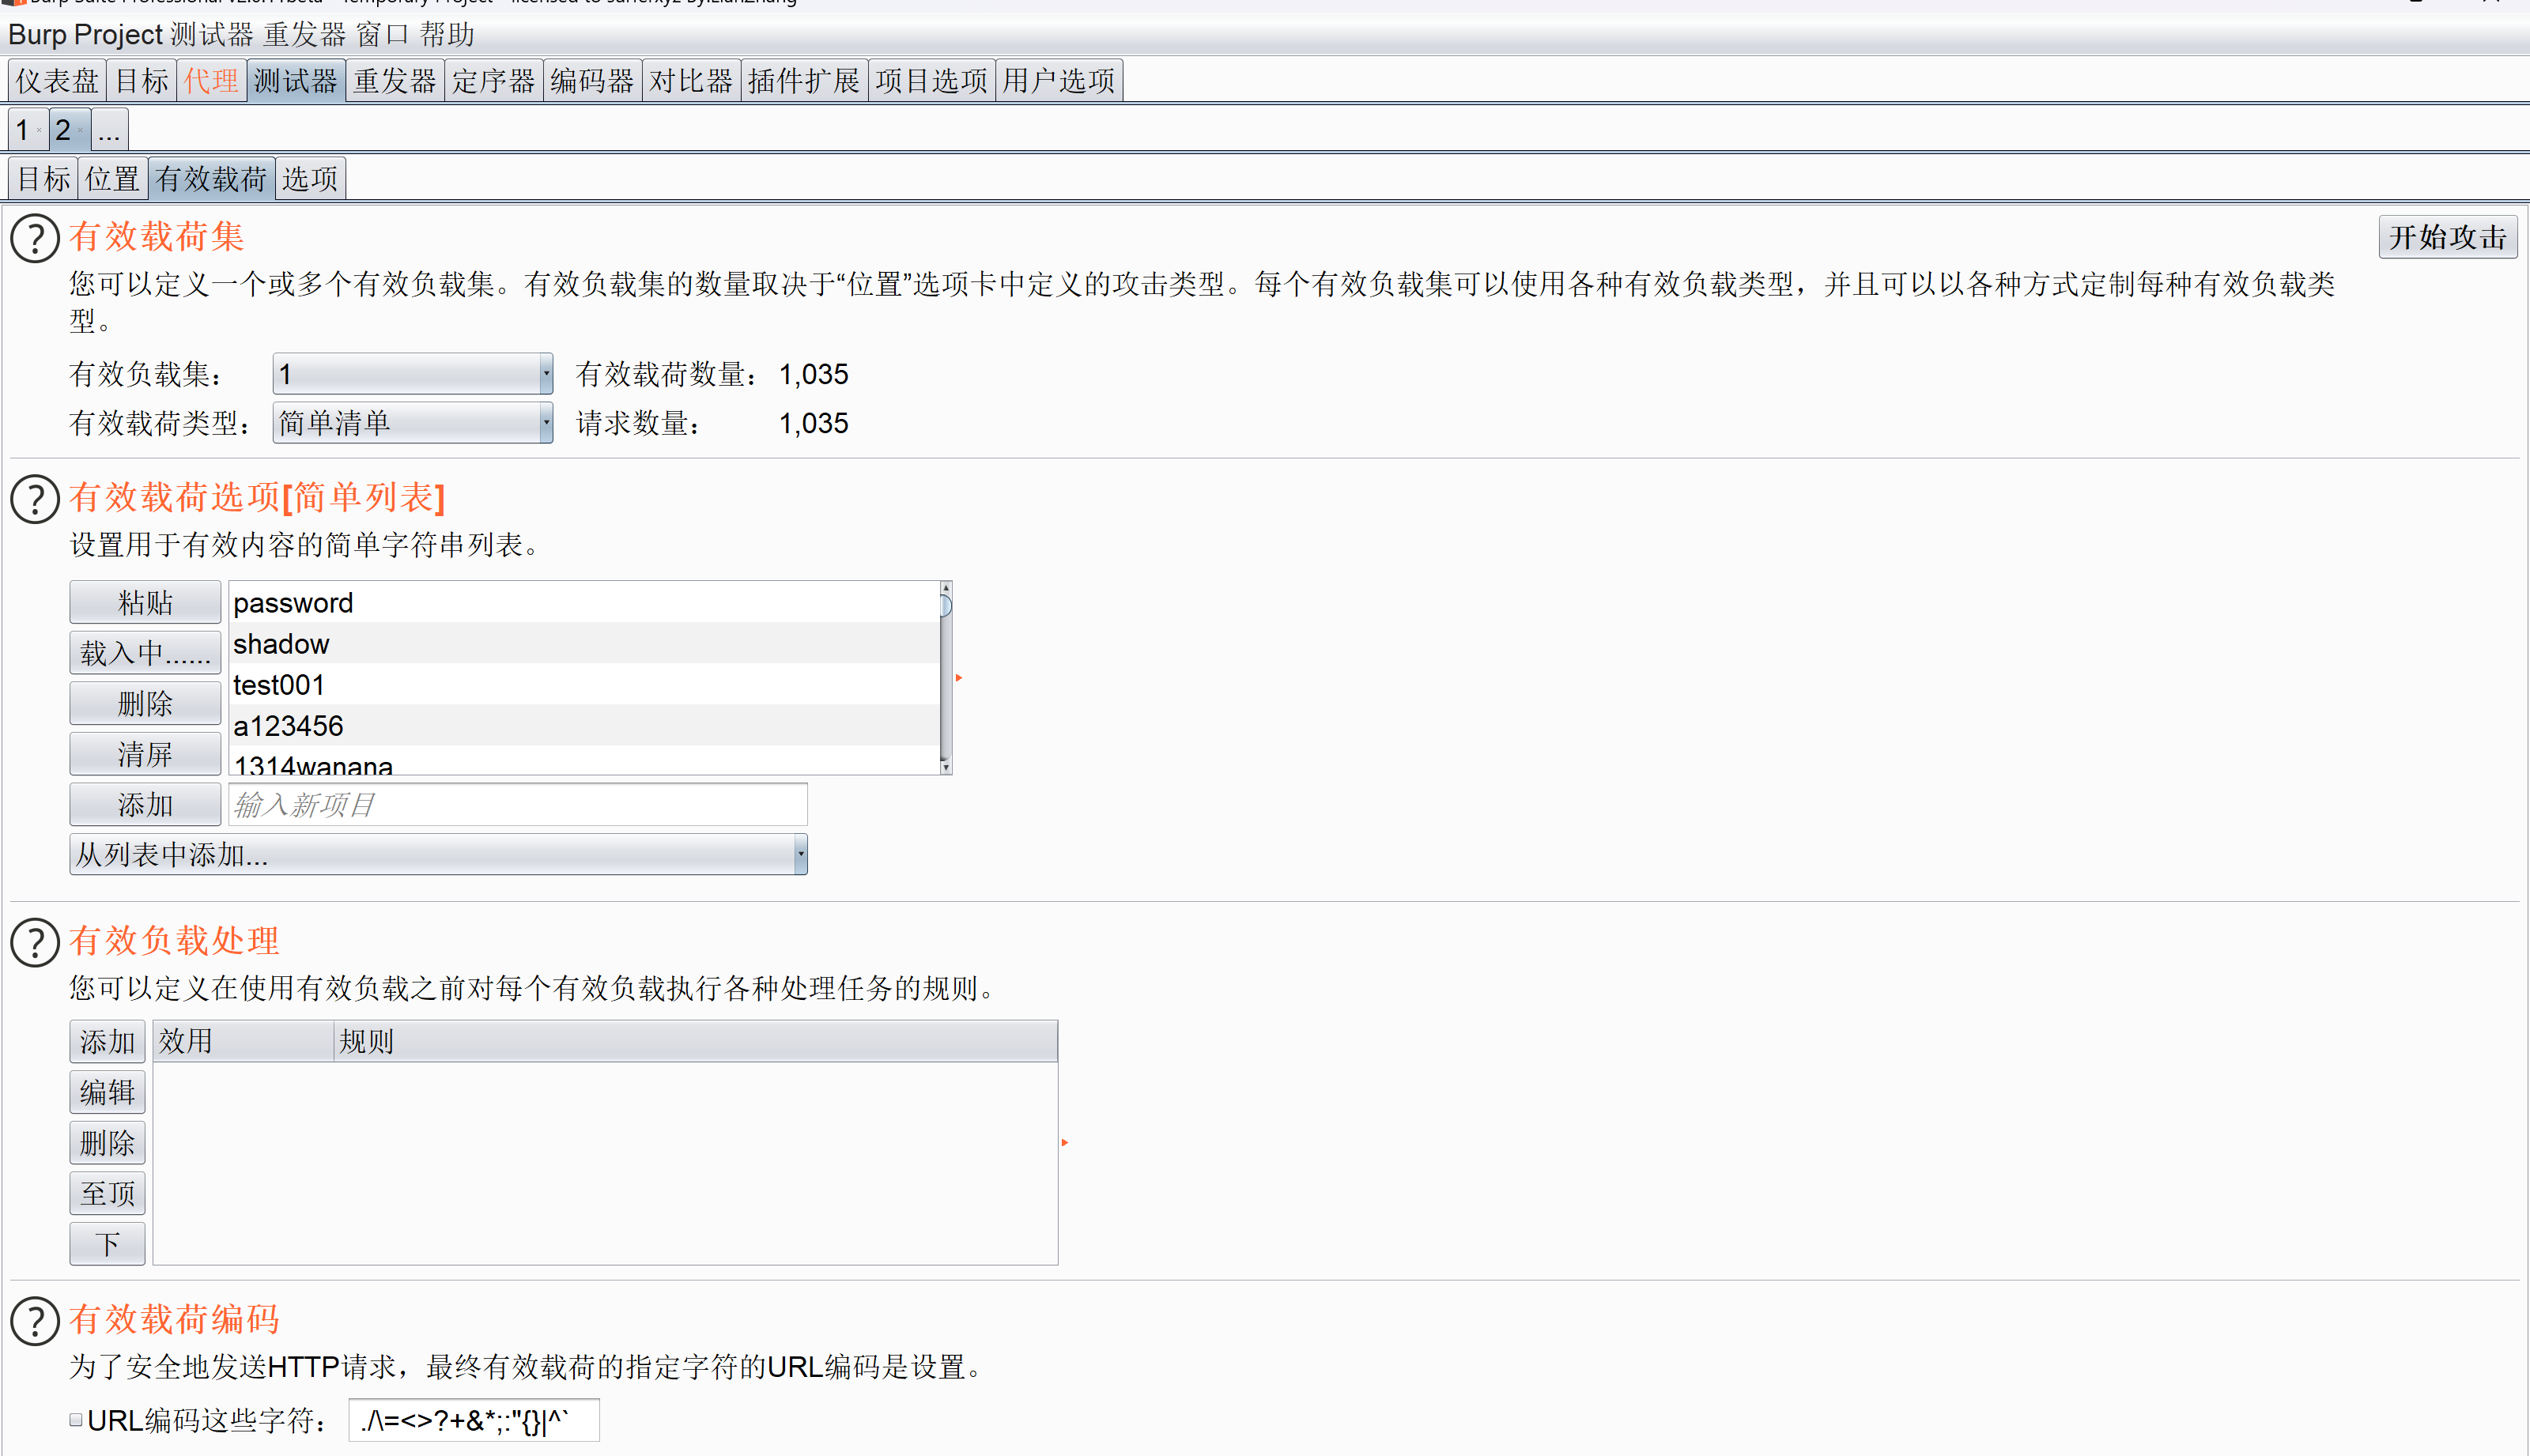 Burp Suite Professional v2.0.11beta - Temporary Project - licensed to surferxyz By:LianZhang
Burp Project 测试器 重发器 窗口 帮助
仪表盘 目标 代理 测试器 重发器 定序器 编码器 对比器 插件扩展 项目选项 用户选项
1 × 2 × ...
目标 位置 有效载荷 选项
? 有效载荷集 开始攻击
您可以定义一个或多个有效负载集。有效负载集的数量取决于“位置”选项卡中定义的攻击类型。每个有效负载集可以使用各种有效负载类型，并且可以以各种方式定制每种有效负载类
型。
有效负载集： 1 有效载荷数量： 1,035
有效载荷类型： 简单清单 请求数量： 1,035
? 有效载荷选项[简单列表]
设置用于有效内容的简单字符串列表。
粘贴 password
载入中...... shadow
删除 test001
清屏 a123456
1314wanana
添加 输入新项目
从列表中添加...
? 有效负载处理
您可以定义在使用有效负载之前对每个有效负载执行各种处理任务的规则。
添加 效用 规则
编辑
删除
至顶
下
? 有效载荷编码
为了安全地发送HTTP请求，最终有效载荷的指定字符的URL编码是设置。
URL编码这些字符： ./\=<>?+&*;:"{}|^`